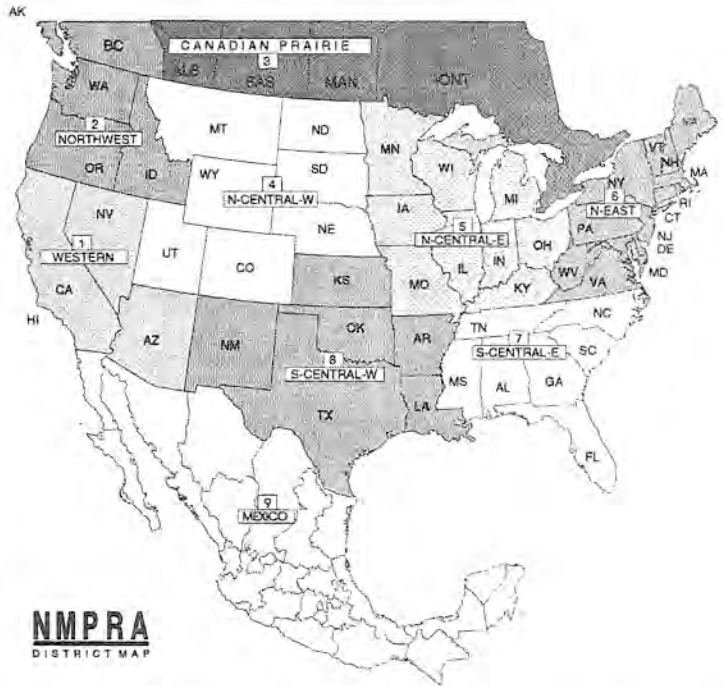 AK
BC
CANADIAN PRAIRIE
3
ALB
SAS
MAN
ONT
WA
2
NORTHWEST
OR
ID
MT
ND
MN
WI
MI
VT
NH
MA
NY
6
N-EAST
RI
CT
PA
NJ
DE
MD
WY
4
N-CENTRAL-W
SD
NE
IA
5
N-CENTRAL-E
IL
IN
OH
WV
VA
NV
1
WESTERN
CA
HI
UT
CO
KS
MO
KY
NC
AZ
NM
OK
8
S-CENTRAL-W
TX
AR
LA
TN
7
S-CENTRAL-E
SC
MS
AL
GA
FL
9
MEXICO
NMPRA
DISTRICT MAP